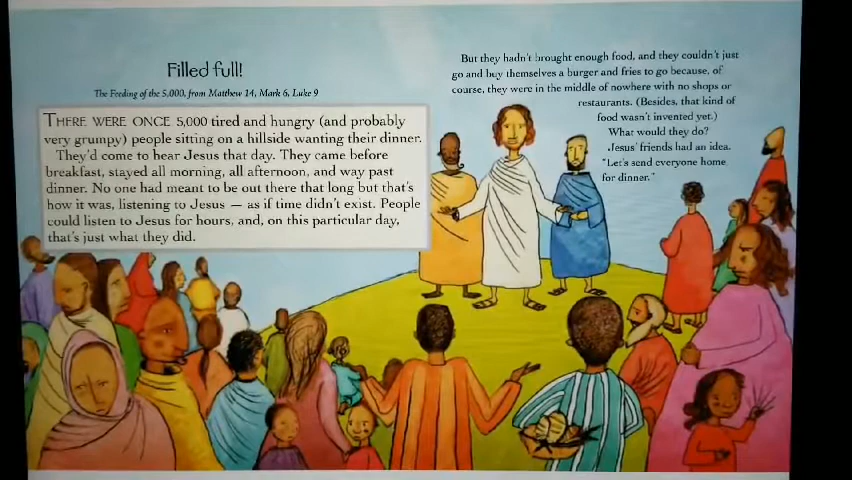 Filled full!
The Feeding of the 5,000, from Matthew 14, Mark 6, Luke 9
THERE WERE ONCE 5,000 tired and hungry (and probably
very grumpy) people sitting on a hillside wanting their dinner.
They'd come to hear Jesus that day. They came before
breakfast, stayed all morning, all afternoon, and way past
dinner. No one had meant to be out there that long but that's
how it was, listening to Jesus — as if time didn't exist. People
could listen to Jesus for hours, and, on this particular day,
that's just what they did.
But they hadn't brought enough food, and they couldn't just
go and buy themselves a burger and fries to go because, of
course, they were in the middle of nowhere with no shops or
restaurants. (Besides, that kind of
food wasn't invented yet.)
What would they do?
Jesus' friends had an idea.
"Let's send everyone home
for dinner."